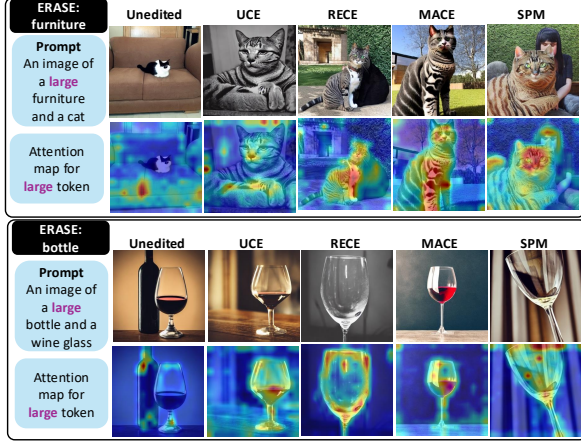 ERASE:
furniture
Unedited UCE RECE MACE SPM
Prompt
An image of
a large
furniture
and a cat
Attention
map for
large token
ERASE:
bottle
Unedited UCE RECE MACE SPM
Prompt
An image of
a large
bottle and a
wine glass
Attention
map for
large token